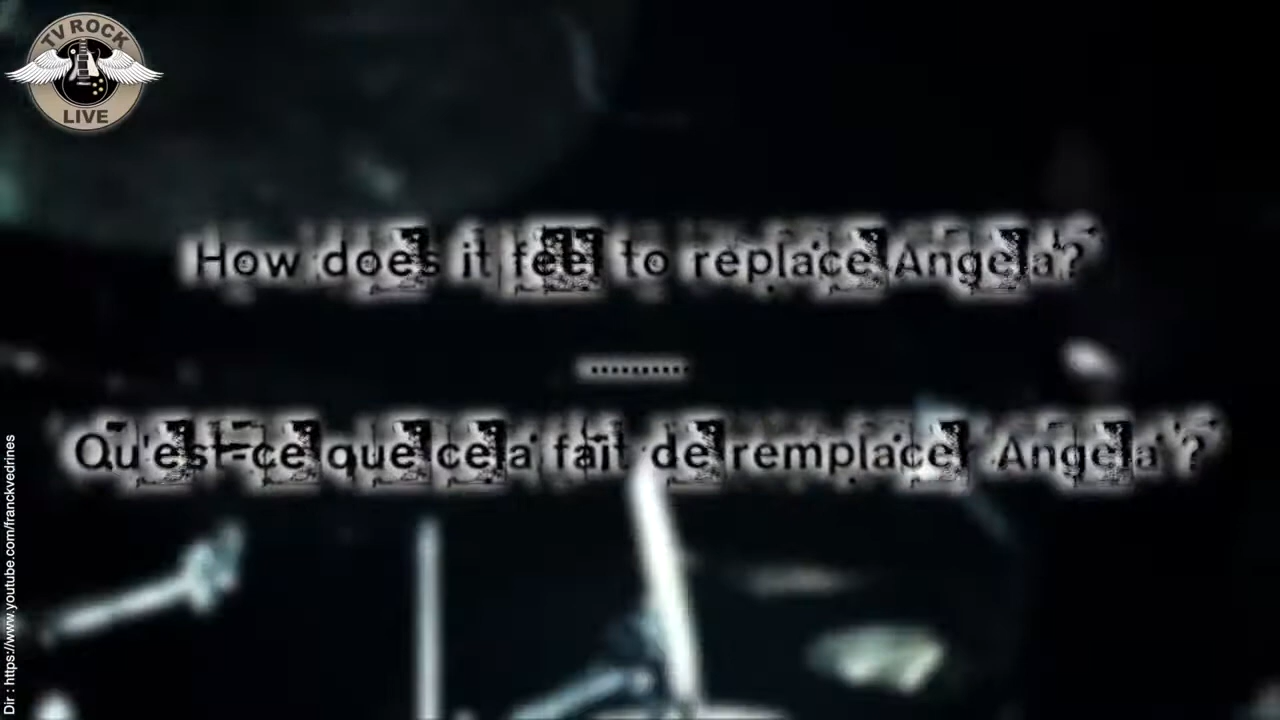 TV ROCK
LIVE
How does it feel to replace Angela ?
..........
Qu'est-ce que cela fait de remplacer Angela ?
Dir : https://www.youtube.com/franckvedrines